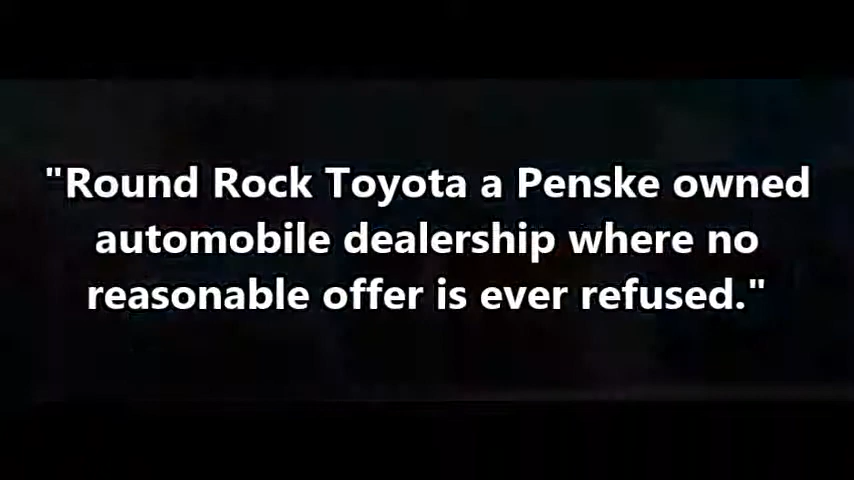 "Round Rock Toyota a Penske owned
automobile dealership where no
reasonable offer is ever refused."